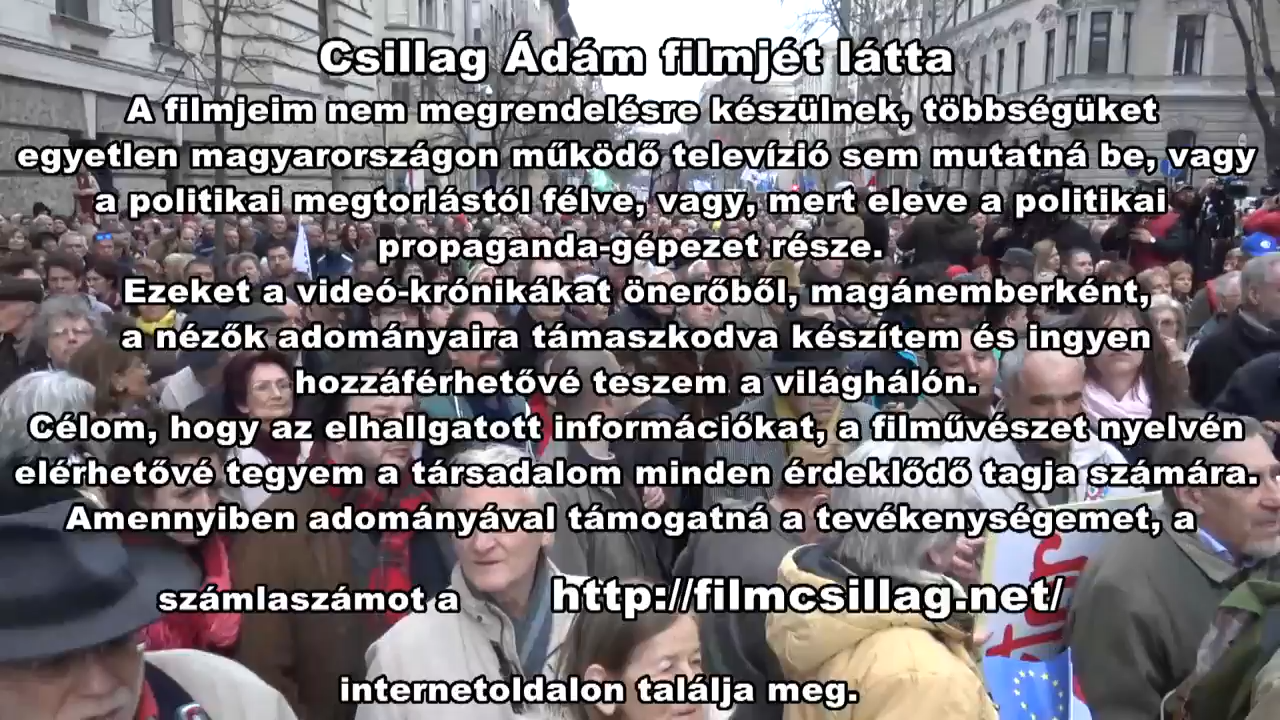 Csillag Ádám filmjét látta
A filmjeim nem megrendelésre készülnek, többségüket
egyetlen magyarországon működő televízió sem mutatná be, vagy
a politikai megtorlástól félve, vagy, mert eleve a politikai
propaganda-gépezet része.
Ezeket a videó-krónikákat önerőből, magánemberként,
a nézők adományaira támaszkodva készítem és ingyen
hozzáférhetővé teszem a világhálón.
Célom, hogy az elhallgatott információkat, a filművészet nyelvén
elérhetővé tegyem a társadalom minden érdeklődő tagja számára.
Amennyiben adományával támogatná a tevékenységemet, a
számlaszámot a http://filmcsillag.net/
internetoldalon találja meg.